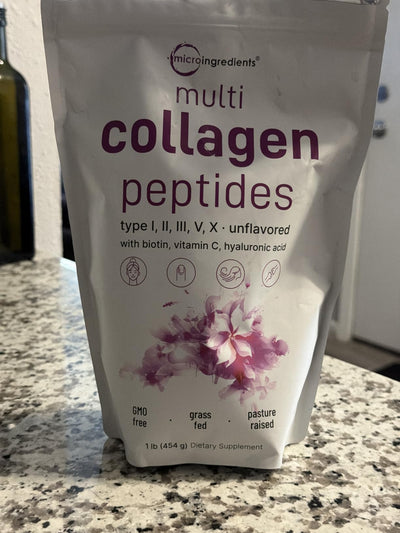 microingredients®
multi
collagen
peptides
type I, II, III, V, X · unflavored
with biotin, vitamin C, hyaluronic acid
GMO free · grass fed · pasture raised
1 lb (454 g) Dietary Supplement